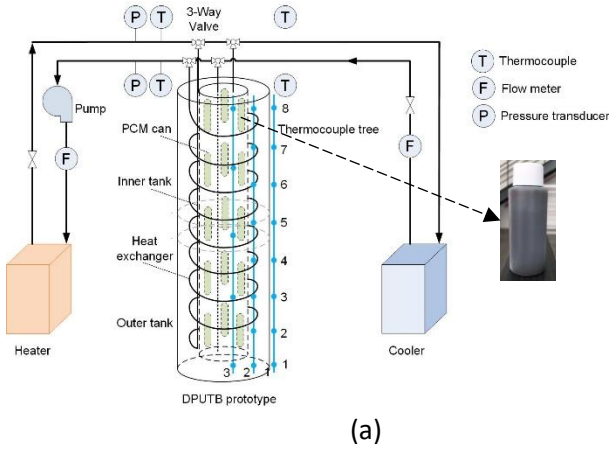 3-Way
Valve
P
T
T
P
T
T
T Thermocouple
F Flow meter
P Pressure transducer
Pump
F
F
PCM can
Thermocouple tree
Inner tank
Heat
exchanger
Outer tank
8
7
6
5
4
3
2
1
3 2 1
Heater
Cooler
DPUTB prototype
(a)